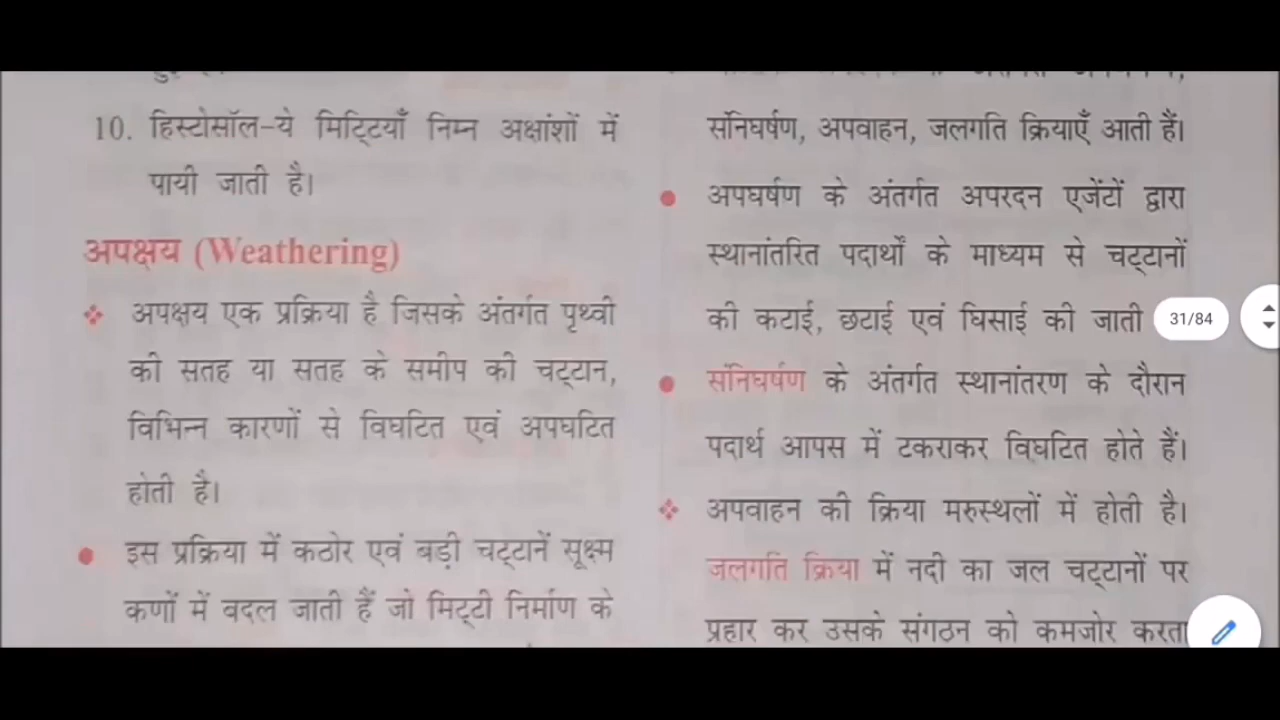 10. हिस्टोसॉल-ये मिट्टियाँ निम्न अक्षांशों में
पायी जाती है।
अपक्षय (Weathering)
अपक्षय एक प्रक्रिया है जिसके अंतर्गत पृथ्वी
की सतह या सतह के समीप की चट्टान,
विभिन्न कारणों से विघटित एवं अपघटित
होती है।
इस प्रक्रिया में कठोर एवं बड़ी चट्टानें सूक्ष्म
कणों में बदल जाती हैं जो मिट्टी निर्माण के
संनिघर्षण, अपवाहन, जलगति क्रियाएँ आती हैं।
अपघर्षण के अंतर्गत अपरदन एजेंटों द्वारा
स्थानांतरित पदार्थों के माध्यम से चट्टानों
की कटाई, छटाई एवं घिसाई की जाती
संनिघर्षण के अंतर्गत स्थानांतरण के दौरान
पदार्थ आपस में टकराकर विघटित होते हैं।
अपवाहन की क्रिया मरुस्थलों में होती है।
जलगति क्रिया में नदी का जल चट्टानों पर
प्रहार कर उसके संगठन को कमजोर करता
31/84